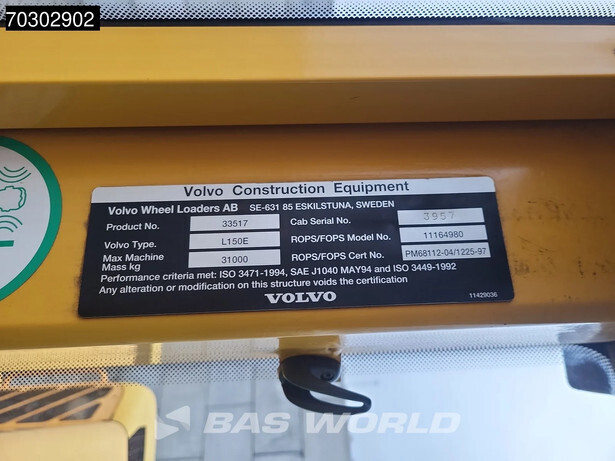 70302902
Volvo Construction Equipment
Volvo Wheel Loaders AB SE-631 85 ESKILSTUNA, SWEDEN
Product No. 33517 Cab Serial No. 3957
Volvo Type: L150E ROPS/FOPS Model No. 11164980
Max Machine Mass kg 31000 ROPS/FOPS Cert No. PM68112-04/1225-97
Performance criteria met: ISO 3471-1994, SAE J1040 MAY94 and ISO 3449-1992
Any alteration or modification on this structure voids the certification
VOLVO
11429036
BAS WORLD